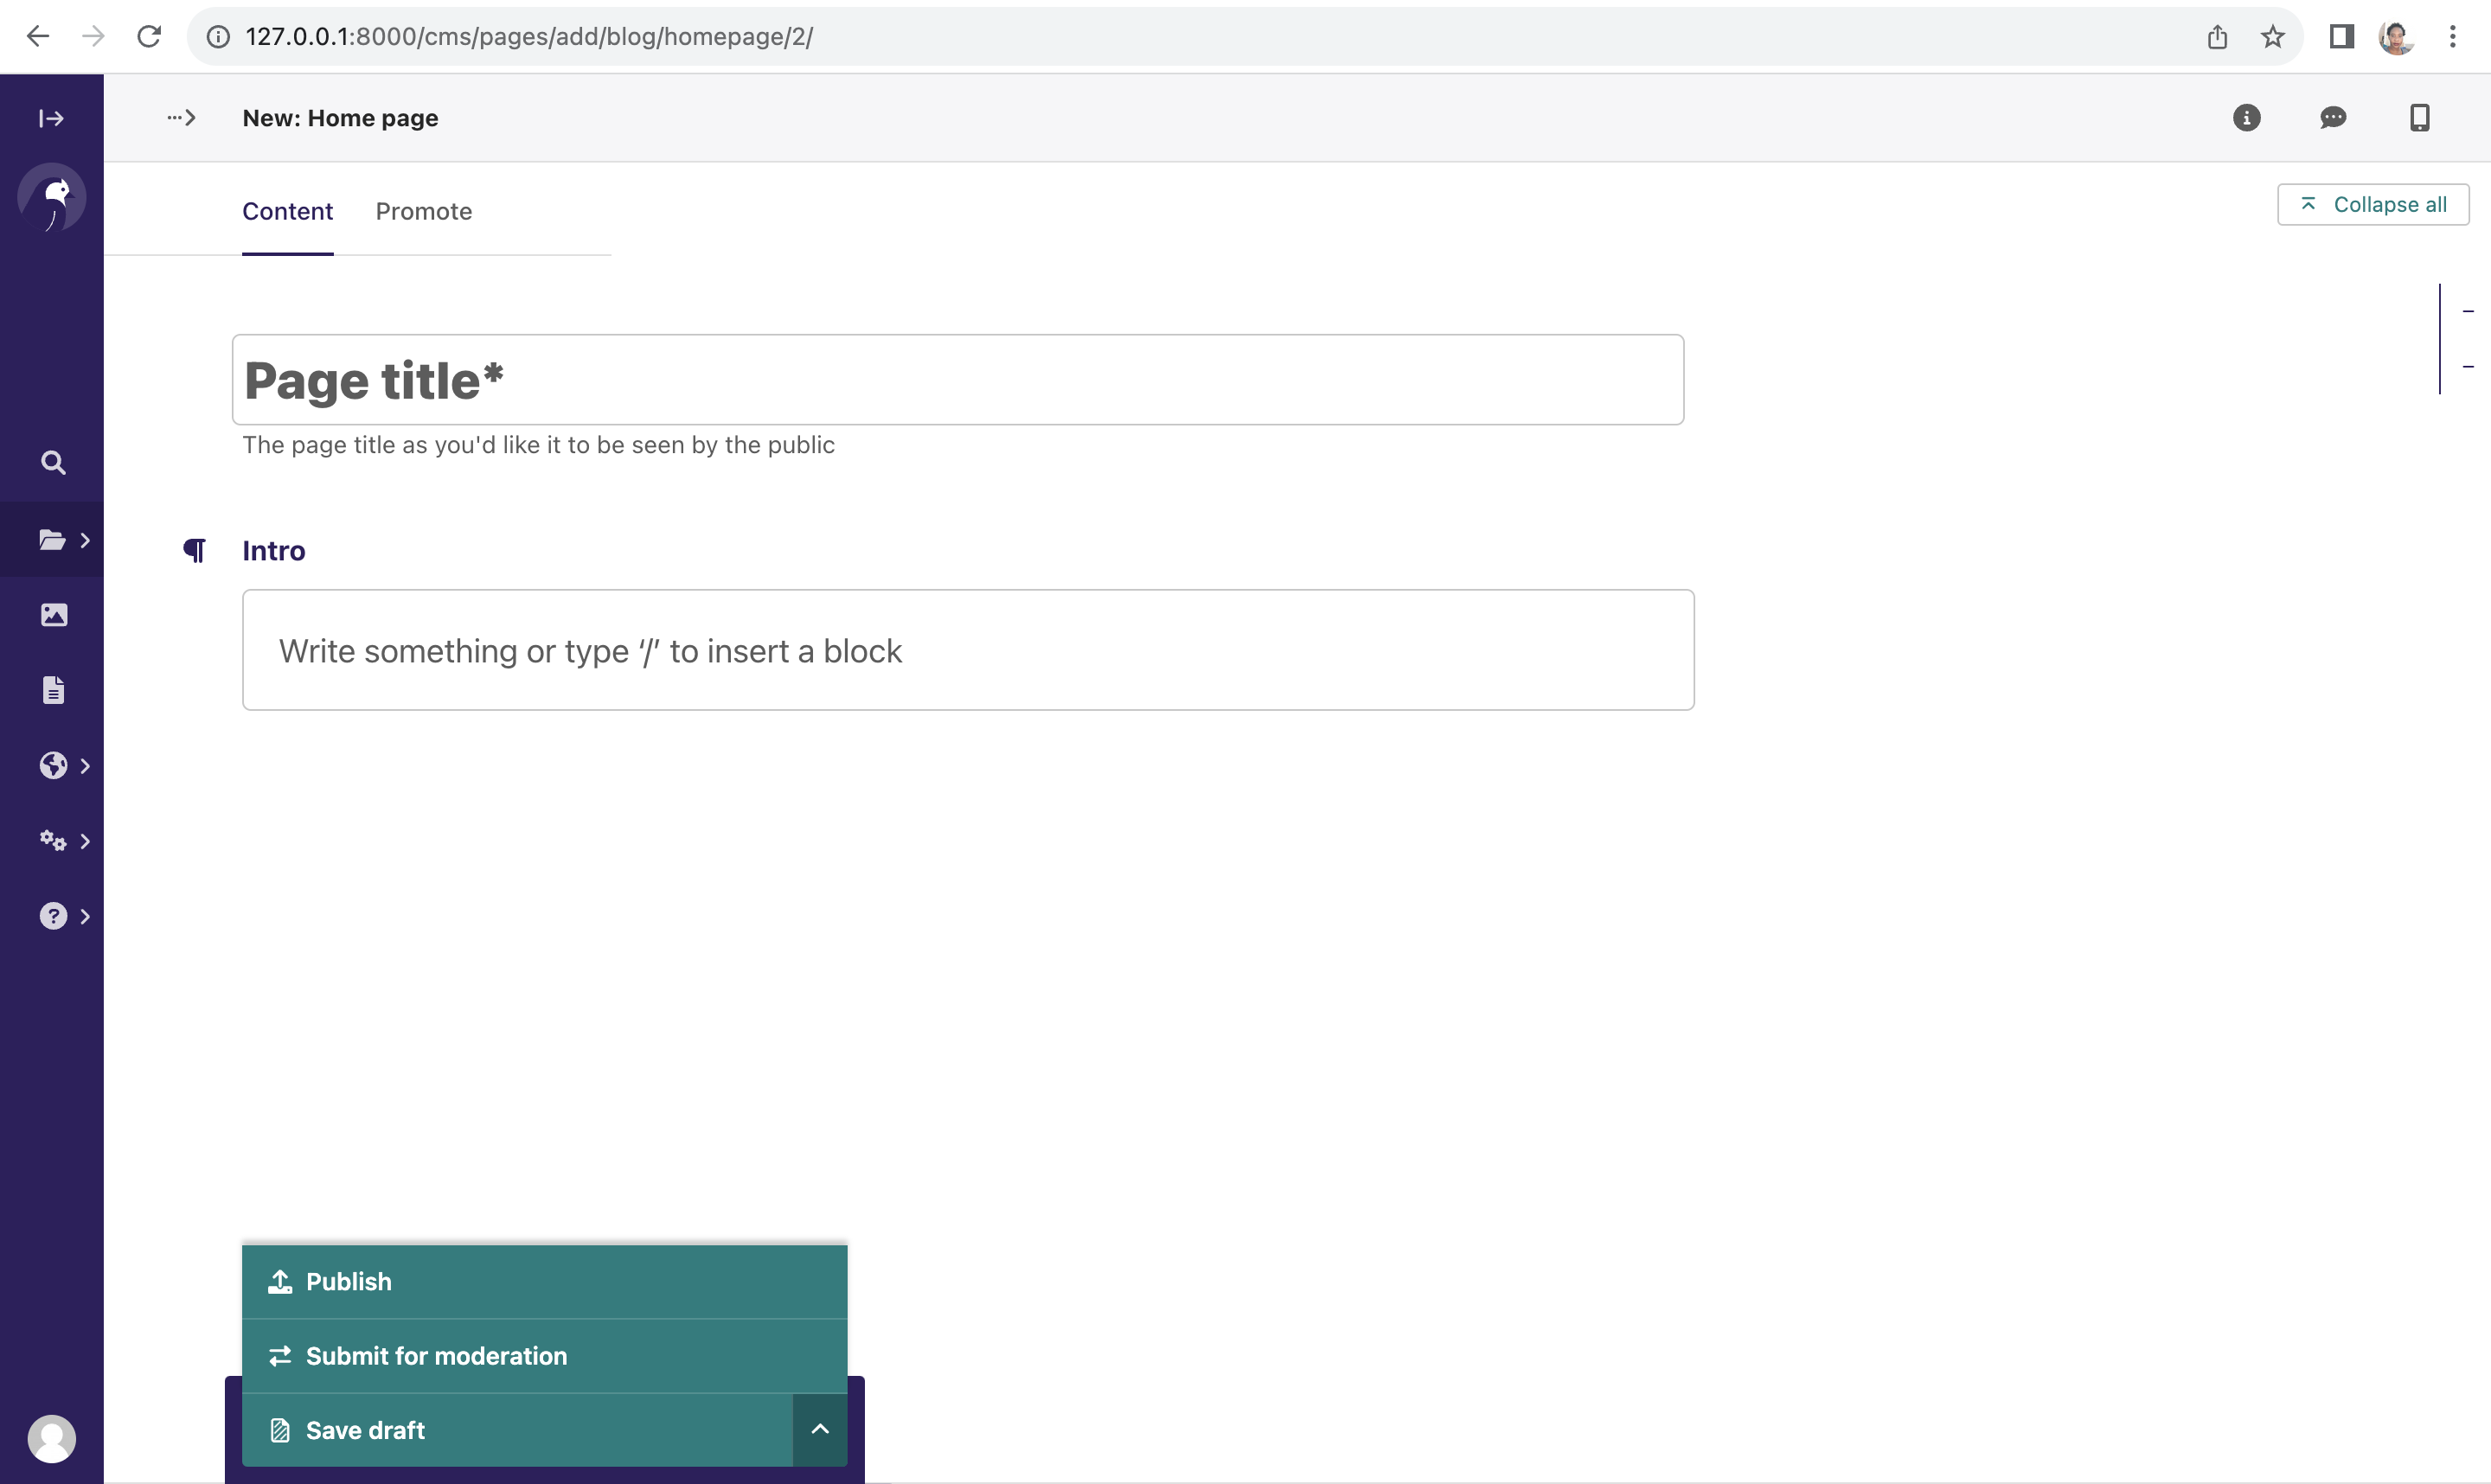 127.0.0.1:8000/cms/pages/add/blog/homepage/2/
New: Home page
Content
Promote
Collapse all
Page title*
The page title as you'd like it to be seen by the public
Intro
Write something or type ‘/’ to insert a block
Publish
Submit for moderation
Save draft